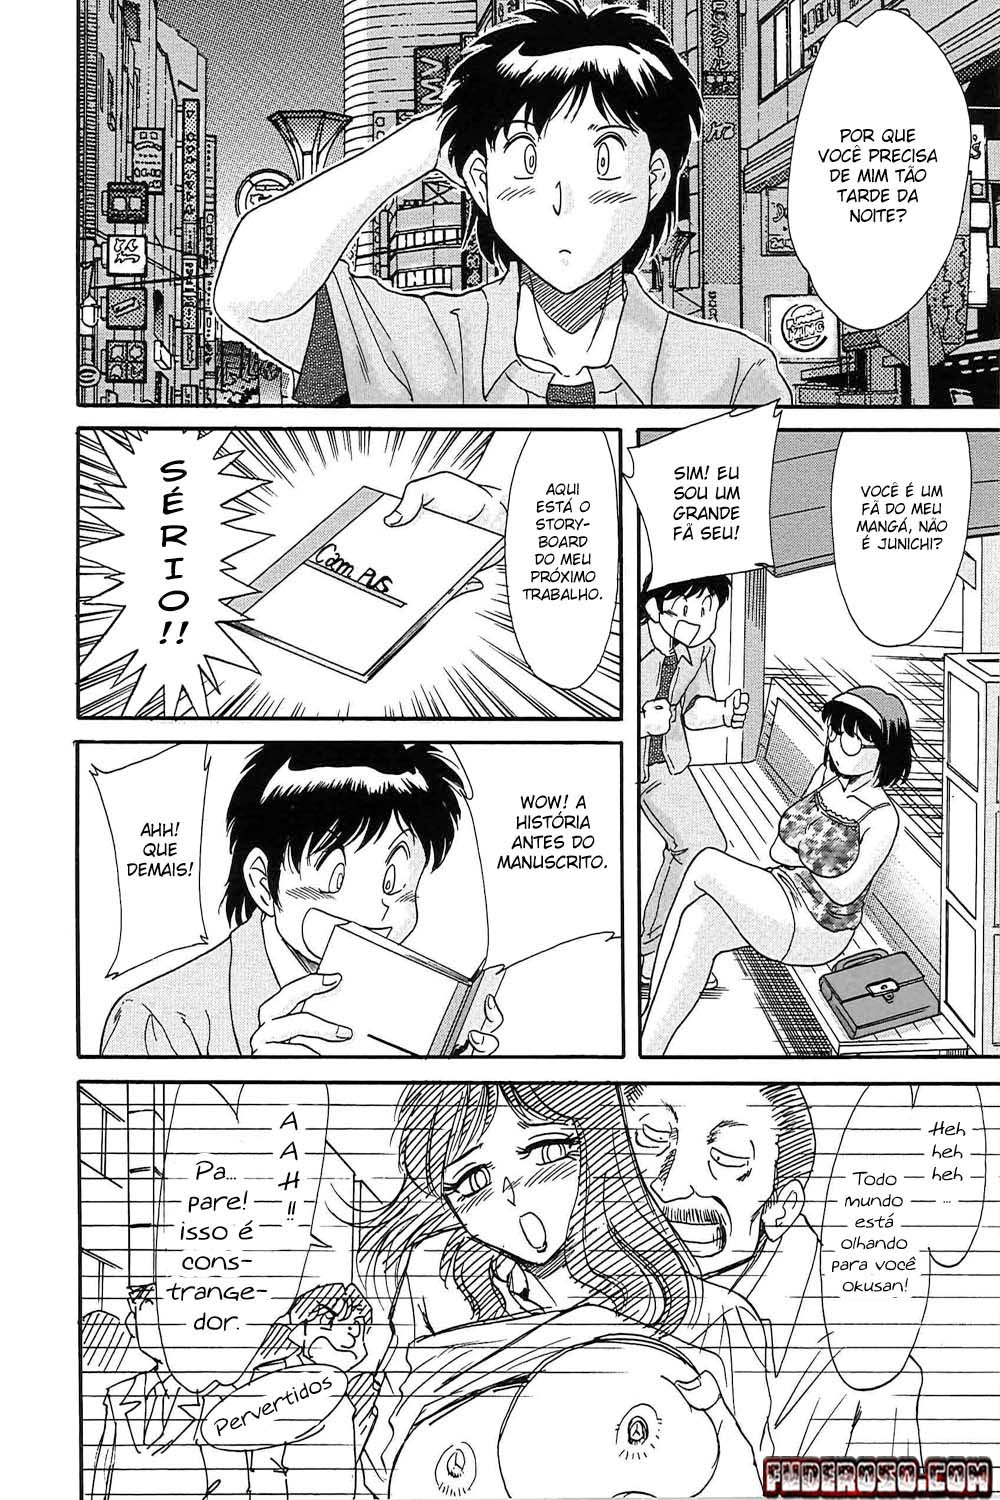 POR QUE
VOCÊ PRECISA
DE MIM TÃO
TARDE DA
NOITE?
VOCÊ É UM
FÃ DO MEU
MANGÁ, NÃO
É JUNICHI?
SIM! EU
SOU UM
GRANDE
FÃ SEU!
AQUI
ESTÁ O
STORY-
BOARD
DO MEU
PRÓXIMO
TRABALHO.
Cam PUS
SÉRIO!!
WOW! A
HISTÓRIA
ANTES DO
MANUSCRITO.
AHH!
QUE
DEMAIS!
Heh
heh
heh
...
Todo
mundo
está
olhando
para você
okusan!
AAH!!
Pa...
pare!
isso é
cons-
trange-
dor.
Pervertidos
FUDEROSO.COM